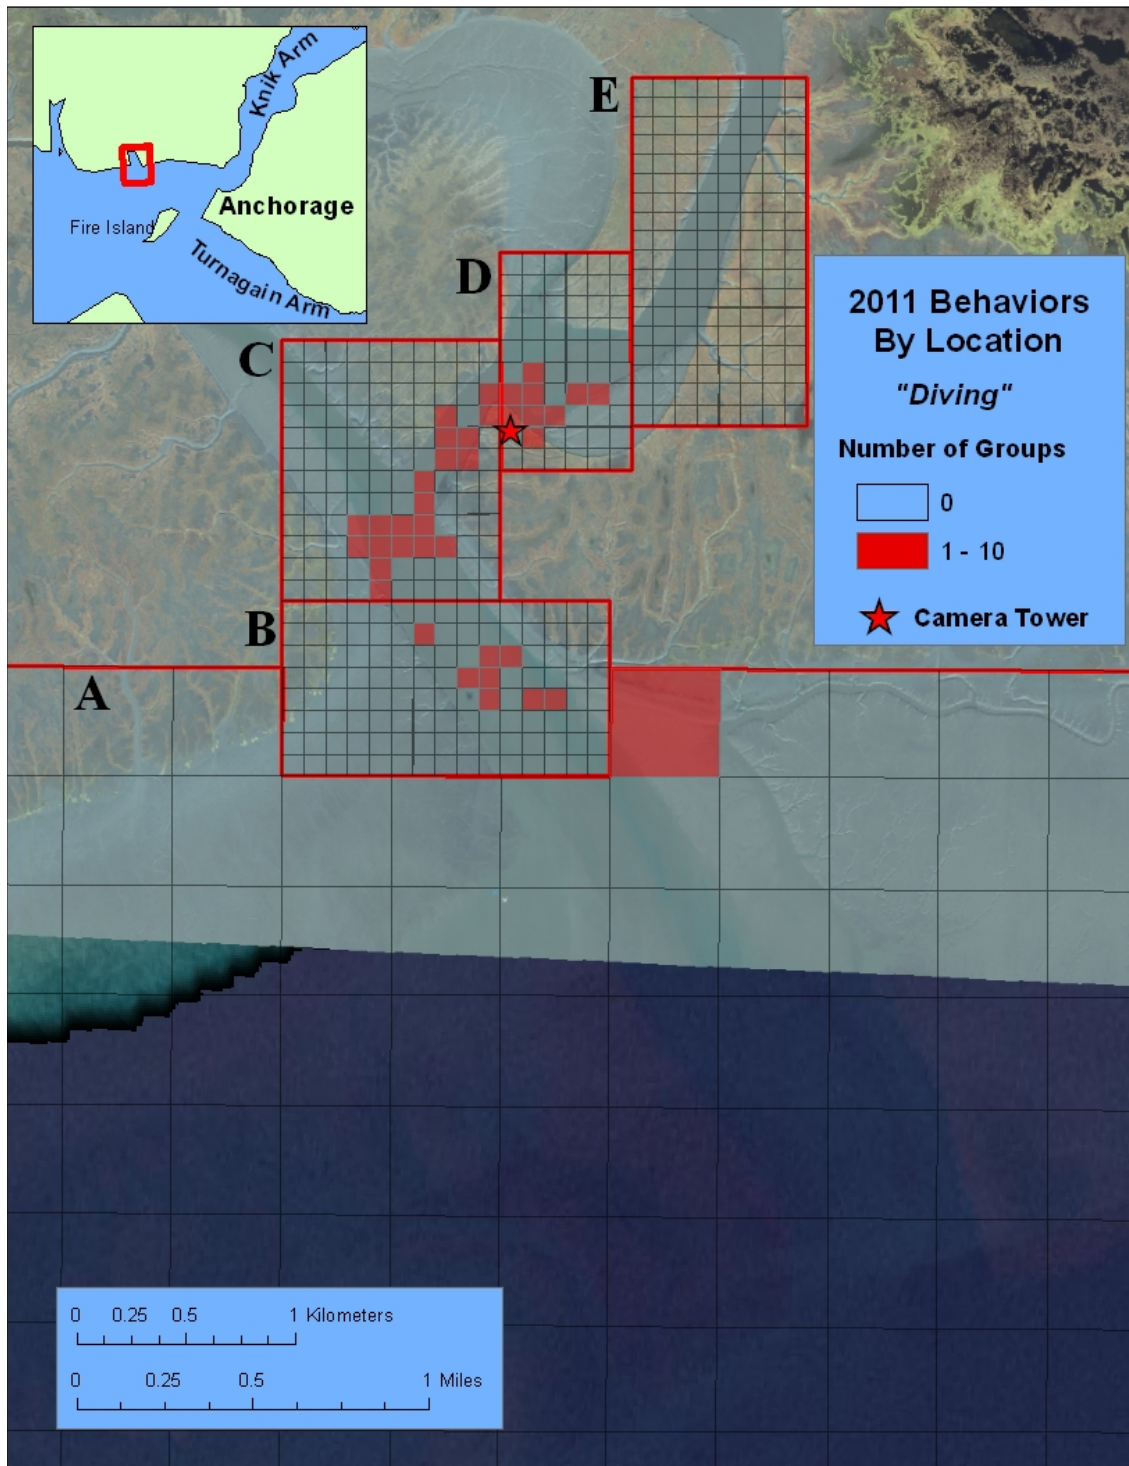 Knik Arm
Anchorage
Fire Island
Turnagain Arm
E
D
C
B
A
2011 Behaviors
By Location
"Diving"
Number of Groups
0
1 - 10
Camera Tower
0 0.25 0.5 1 Kilometers
0 0.25 0.5 1 Miles